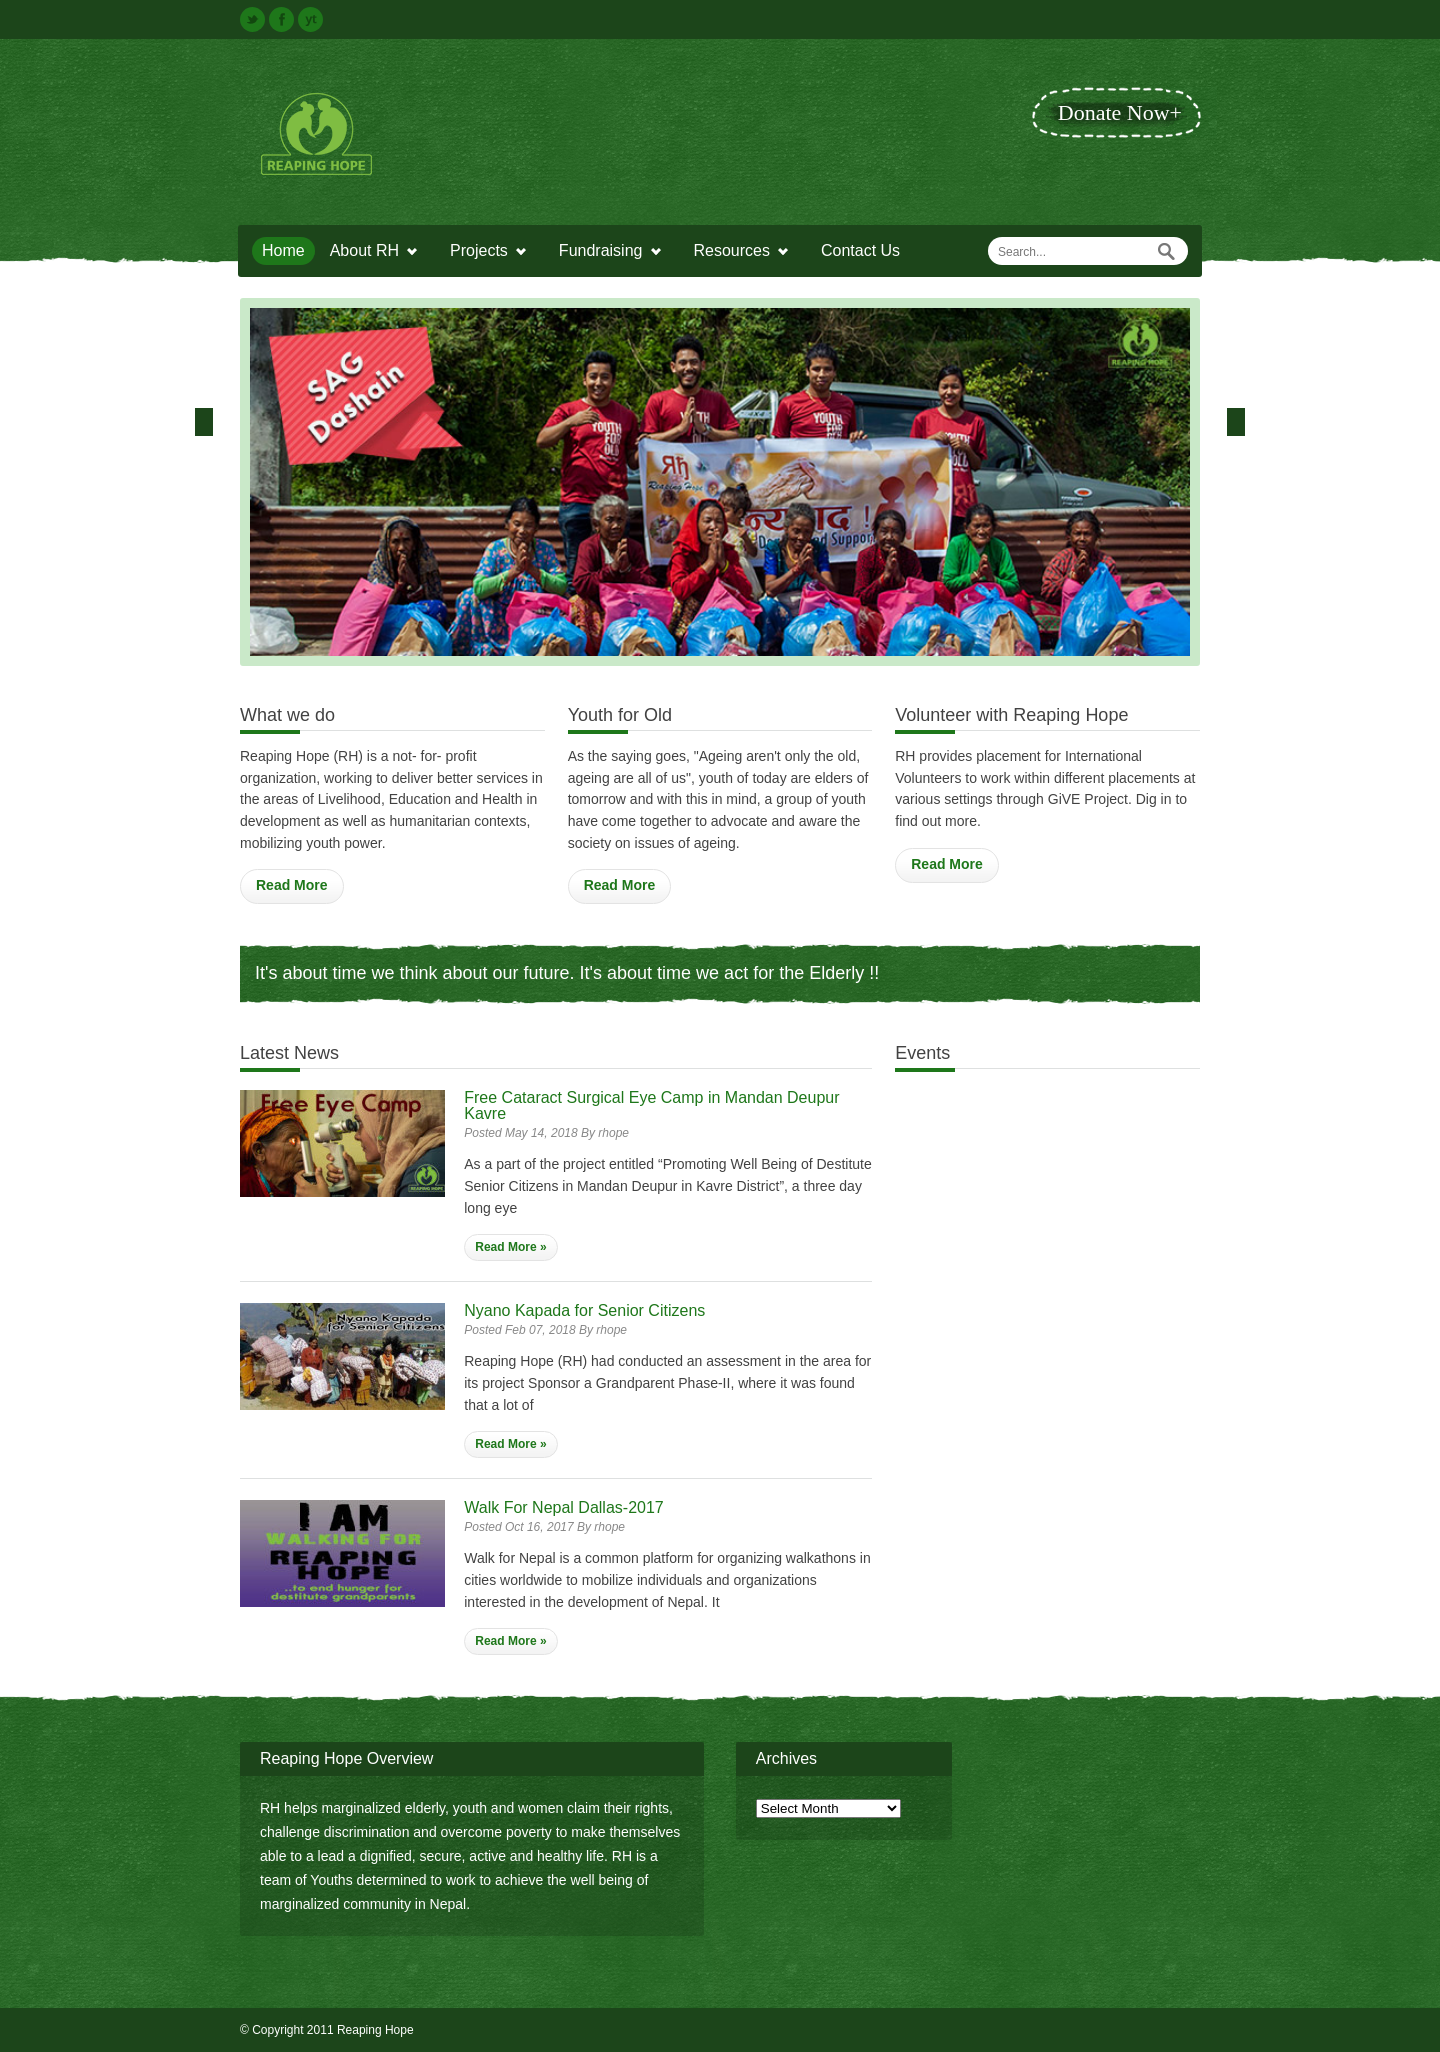 yt
Donate Now+
REAPING HOPE
Home About RH Projects Fundraising Resources Contact Us Search...
SAG
Dashain
REAPING HOPE
YOUTH
FOR
OLD
YOUTH
FOR
OLD
YOUTH
FOR
OLD
Reaping Hope
What we do
Reaping Hope (RH) is a not- for- profit
organization, working to deliver better services in
the areas of Livelihood, Education and Health in
development as well as humanitarian contexts,
mobilizing youth power.
Read More
Youth for Old
As the saying goes, "Ageing aren't only the old,
ageing are all of us", youth of today are elders of
tomorrow and with this in mind, a group of youth
have come together to advocate and aware the
society on issues of ageing.
Read More
Volunteer with Reaping Hope
RH provides placement for International
Volunteers to work within different placements at
various settings through GiVE Project. Dig in to
find out more.
Read More
It's about time we think about our future. It's about time we act for the Elderly !!
Latest News
Free Eye Camp
REAPING HOPE
Free Cataract Surgical Eye Camp in Mandan Deupur
Kavre
Posted May 14, 2018 By rhope
As a part of the project entitled “Promoting Well Being of Destitute
Senior Citizens in Mandan Deupur in Kavre District”, a three day
long eye
Read More »
Nyano Kapada
for Senior Citizens
Nyano Kapada for Senior Citizens
Posted Feb 07, 2018 By rhope
Reaping Hope (RH) had conducted an assessment in the area for
its project Sponsor a Grandparent Phase-II, where it was found
that a lot of
Read More »
I AM
WALKING FOR
REAPING
HOPE
..to end hunger for
destitute grandparents
Walk For Nepal Dallas-2017
Posted Oct 16, 2017 By rhope
Walk for Nepal is a common platform for organizing walkathons in
cities worldwide to mobilize individuals and organizations
interested in the development of Nepal. It
Read More »
Events
Reaping Hope Overview
RH helps marginalized elderly, youth and women claim their rights,
challenge discrimination and overcome poverty to make themselves
able to a lead a dignified, secure, active and healthy life. RH is a
team of Youths determined to work to achieve the well being of
marginalized community in Nepal.
Archives
Select Month
© Copyright 2011 Reaping Hope